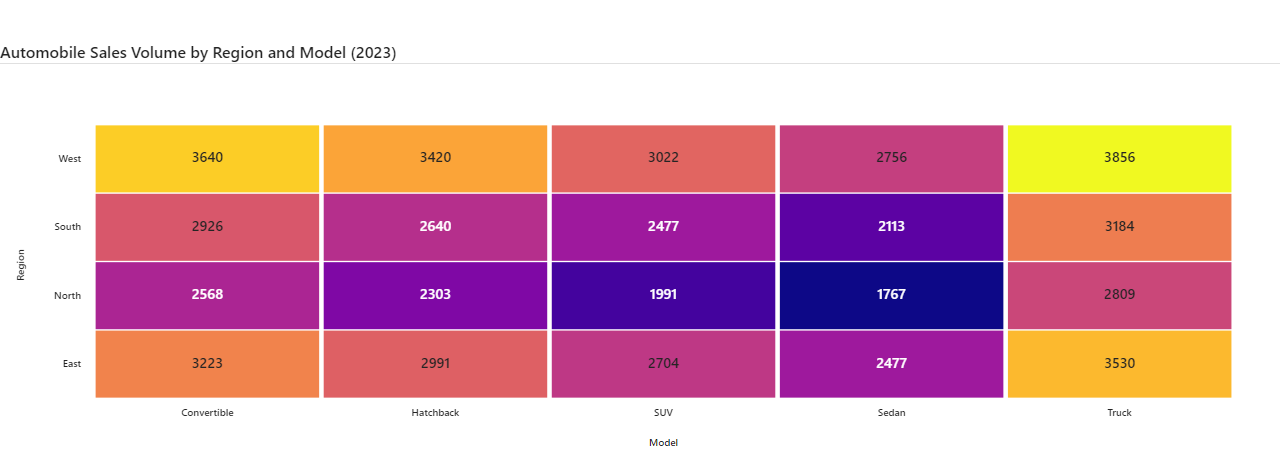 Automobile Sales Volume by Region and Model (2023)
West 3640 3420 3022 2756 3856
South 2926 2640 2477 2113 3184
Region
North 2568 2303 1991 1767 2809
East 3223 2991 2704 2477 3530
Convertible Hatchback SUV Sedan Truck
Model